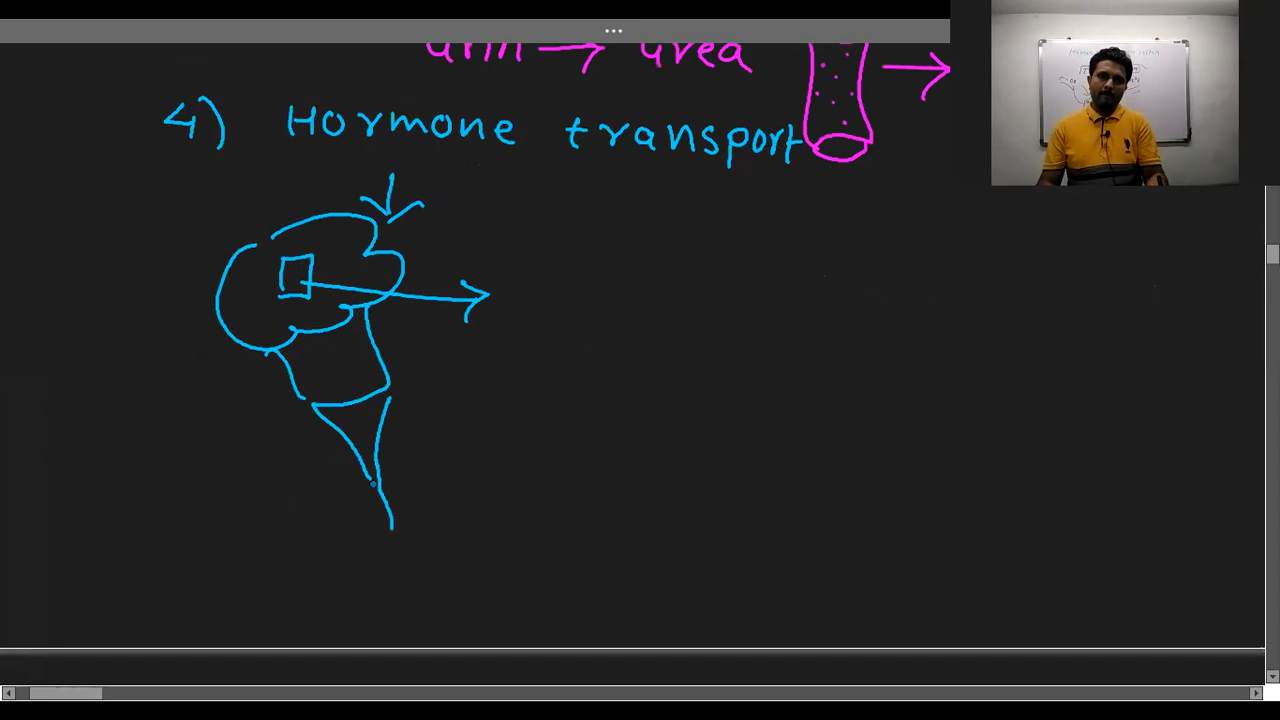 urin → urea →
4) Hormone transport